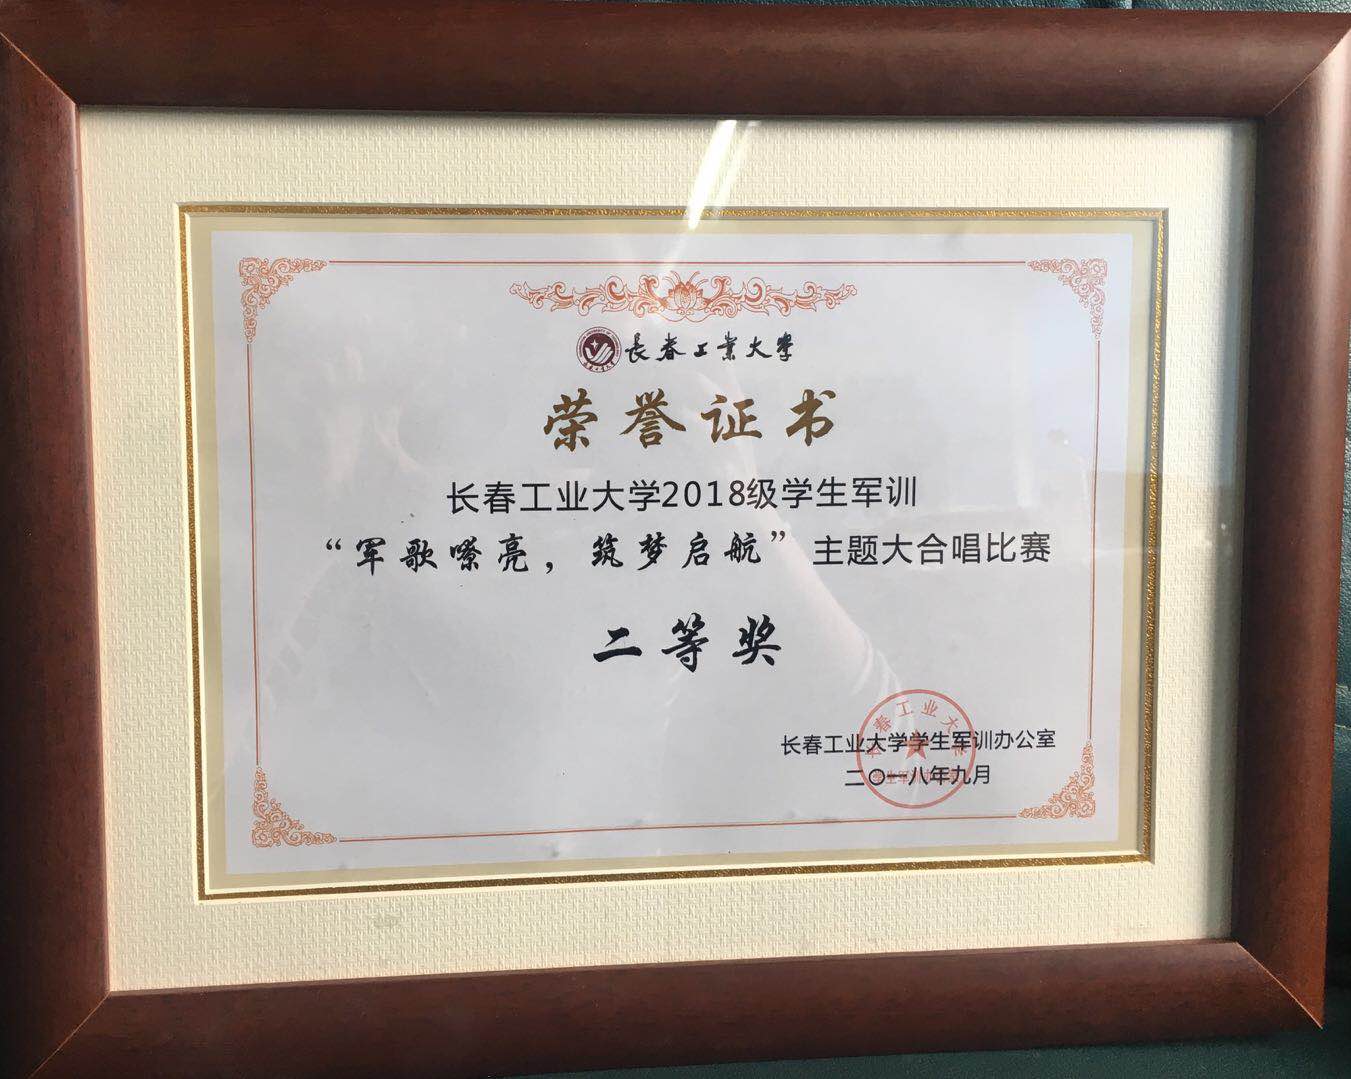 長春工業大學
荣誉证书
长春工业大学2018级学生军训
“军歌嘹亮，筑梦启航”主题大合唱比赛
二等奖
长春工业大学学生军训办公室
二〇一八年九月